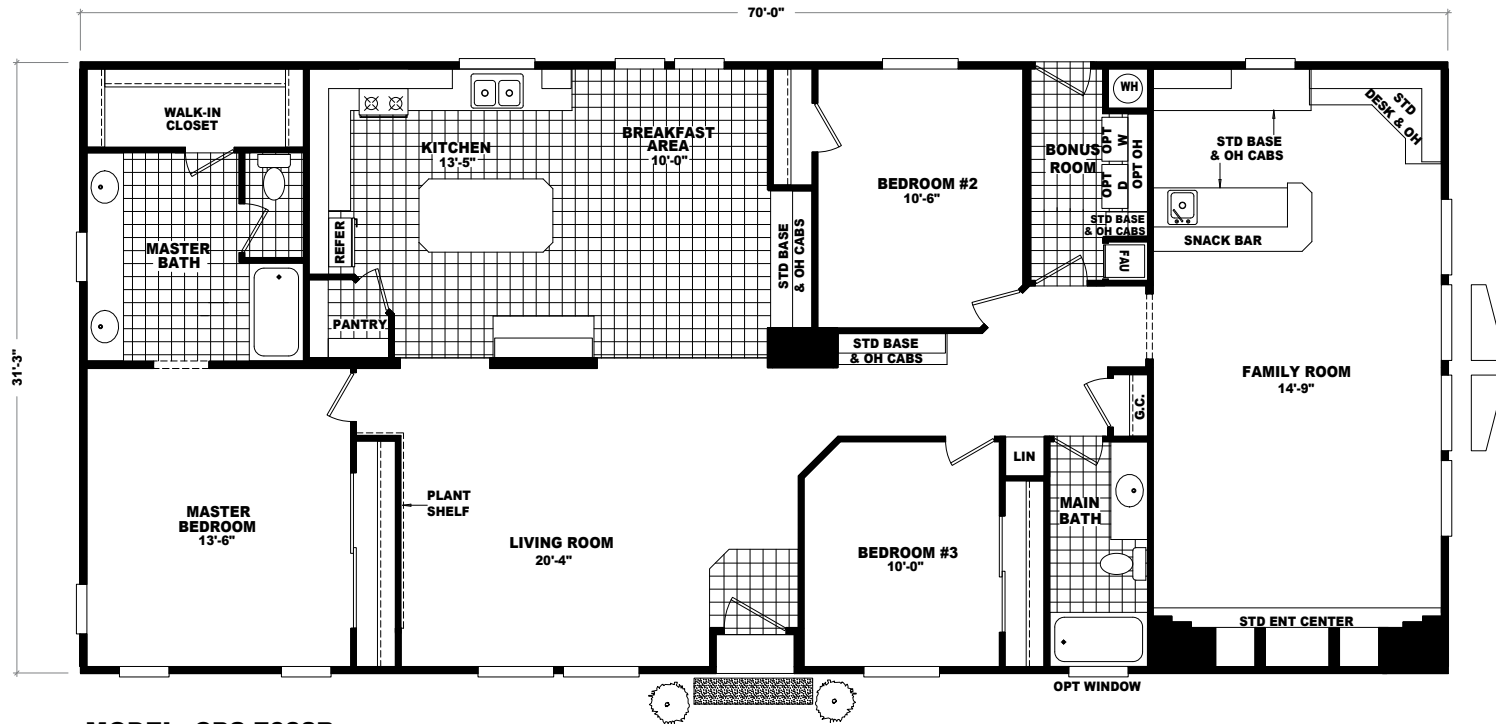 70'-0"
31'-3"
WALK-IN
CLOSET
MASTER
BATH
KITCHEN
13'-5"
BREAKFAST
AREA
10'-0"
REFER
PANTRY
STD BASE
& OH CABS
BEDROOM #2
10'-6"
STD BASE
& OH CABS
BONUS
ROOM
WH
OPT W
OPT D
OPT OH
STD BASE
& OH CABS
FAU
STD
DESK & OH
STD BASE
& OH CABS
SNACK BAR
FAMILY ROOM
14'-9"
G.C.
MASTER
BEDROOM
13'-6"
PLANT
SHELF
LIVING ROOM
20'-4"
BEDROOM #3
10'-0"
LIN
MAIN
BATH
STD ENT CENTER
OPT WINDOW